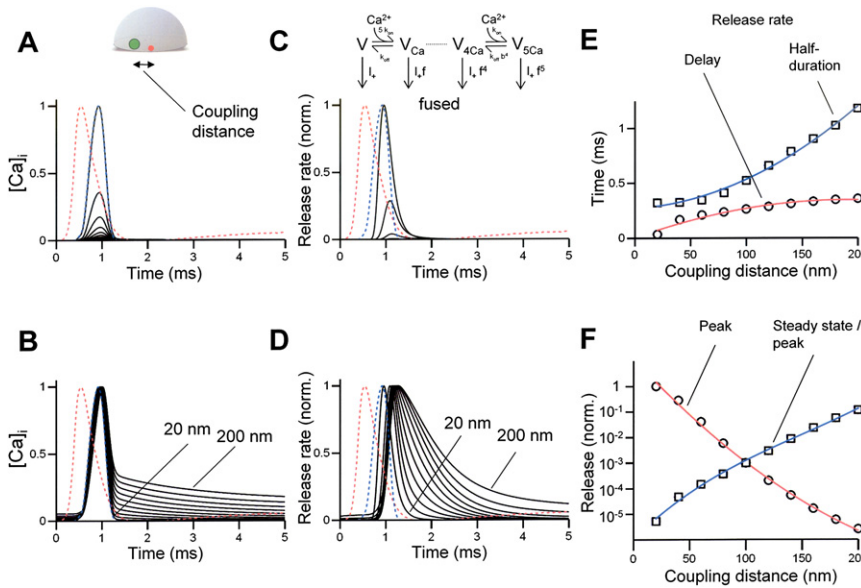 A
Coupling
distance
[Ca]i
1
0.5
0
0 1 2 3 4 5
Time (ms)
C
Ca2+ Ca2+
5 kon kon
V VCa V4Ca V5Ca
koff koff b4
I+ I+f I+ f4 I+ f5
fused
Release rate (norm.)
1
0.5
0
0 1 2 3 4 5
Time (ms)
E
Release rate
Delay
Half-
duration
Time (ms)
1
0.5
0
0 50 100 150 200
Coupling distance (nm)
B
20 nm
200 nm
[Ca]i
1
0.5
0
0 1 2 3 4 5
Time (ms)
D
20 nm
200 nm
Release rate (norm.)
1
0.5
0
0 1 2 3 4 5
Time (ms)
F
Peak
Steady state /
peak
Release (norm.)
1
10-1
10-2
10-3
10-4
10-5
0 50 100 150 200
Coupling distance (nm)